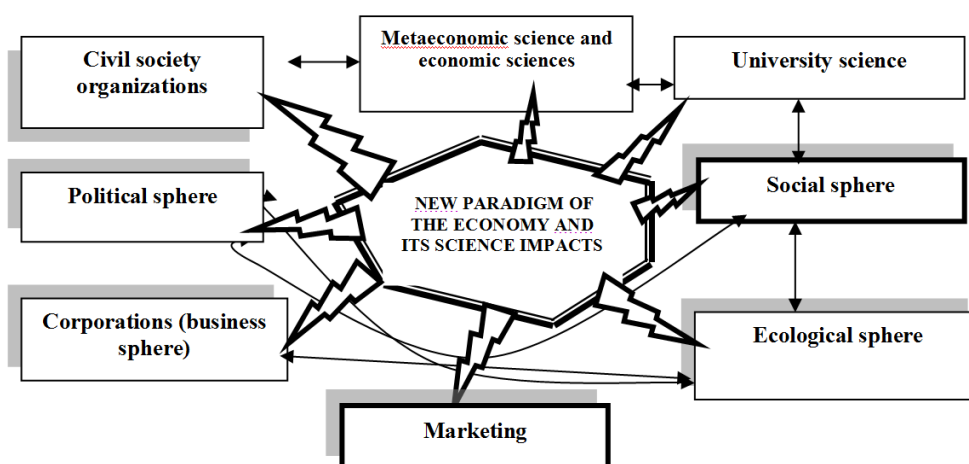 Metaeconomic science and
economic sciences
Civil society
organizations
University science
Political sphere
Social sphere
NEW PARADIGM OF
THE ECONOMY AND
ITS SCIENCE IMPACTS
Corporations (business
sphere)
Ecological sphere
Marketing